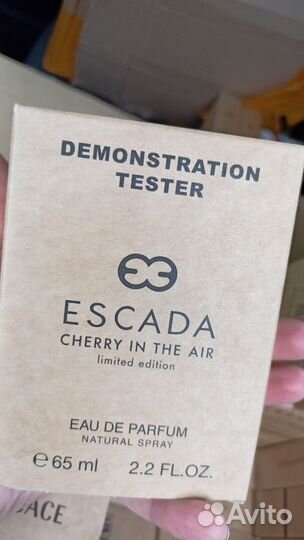 DEMONSTRATION
TESTER
ESCADA
CHERRY IN THE AIR
limited edition
EAU DE PARFUM
NATURAL SPRAY
℮ 65 ml 2.2 FL.OZ.
ACE
Avito